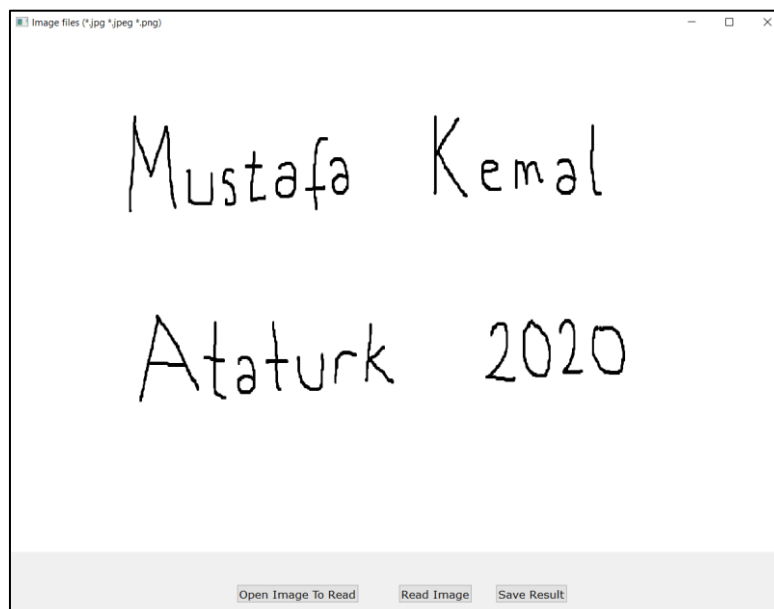 Image files (*.jpg *.jpeg *.png)
Mustafa Kemal
Ataturk 2020
Open Image To Read Read Image Save Result